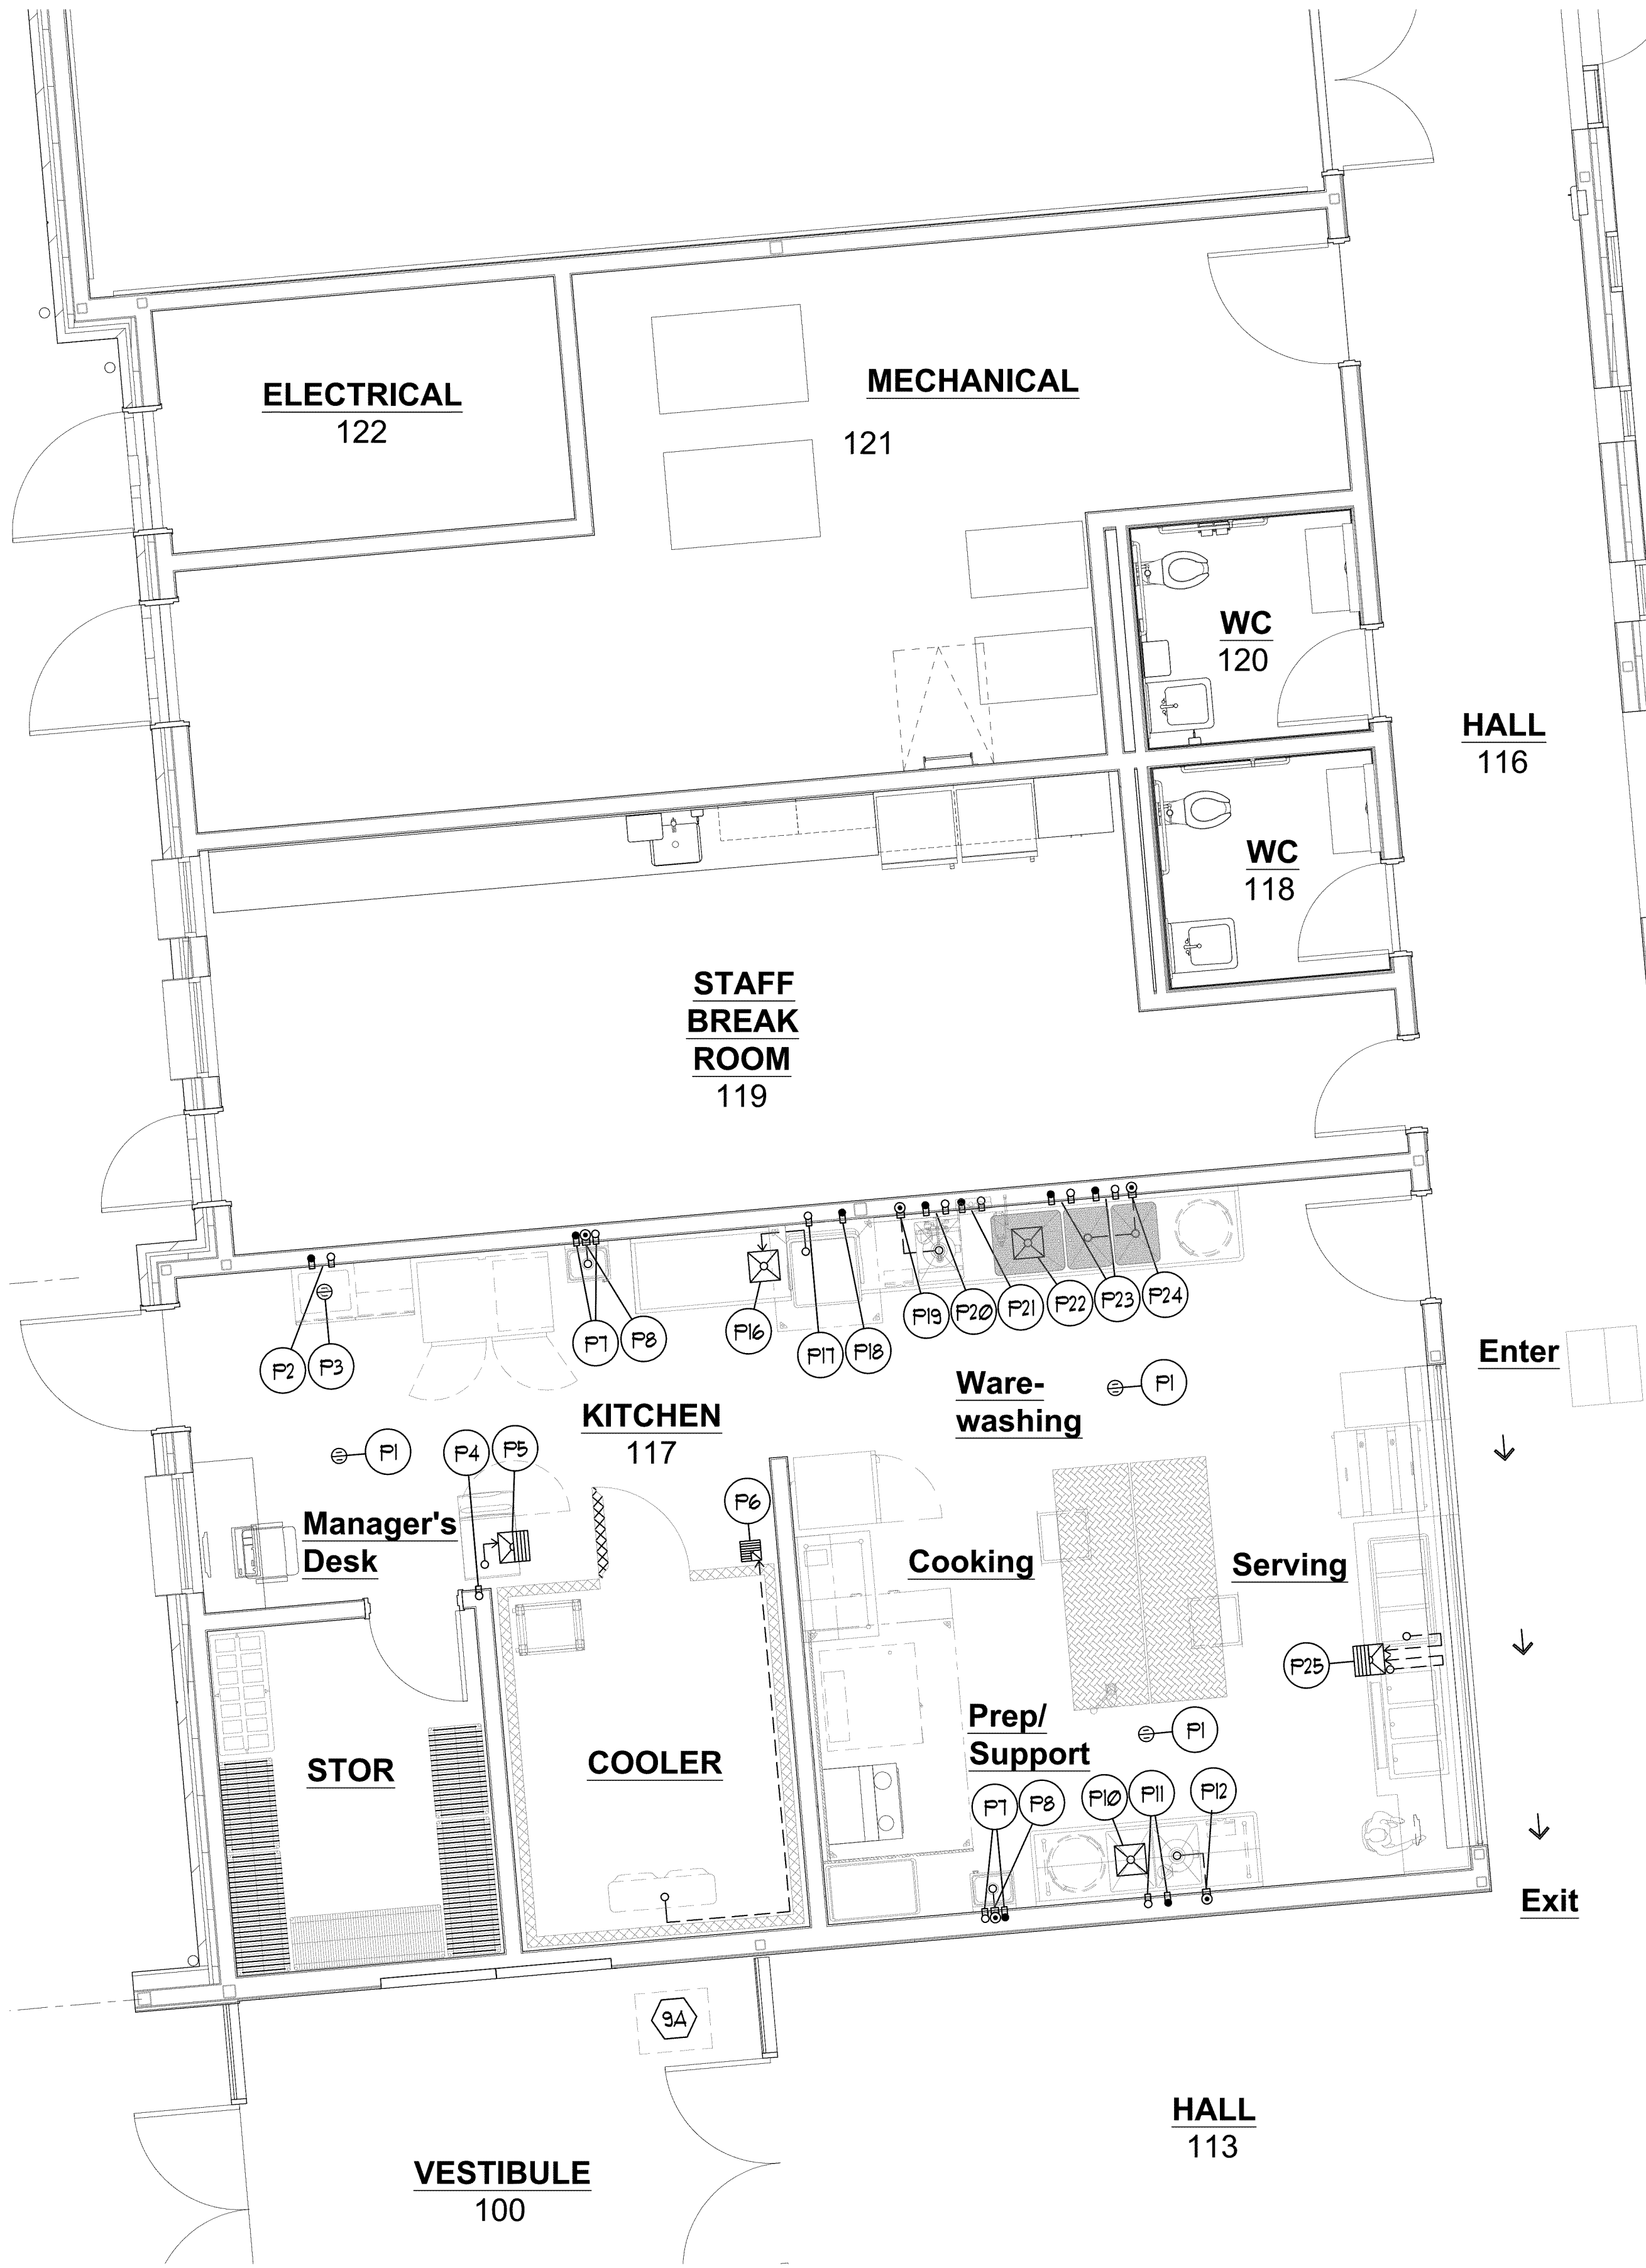 ELECTRICAL
122
MECHANICAL
121
WC
120
HALL
116
WC
118
STAFF
BREAK
ROOM
119
P2
P3
P7
P8
P16
P17
P18
P19
P20
P21
P22
P23
P24
Enter
P1
Ware-
washing
KITCHEN
117
P1
P4
P5
P6
Manager's
Desk
Cooking
Serving
P25
Prep/
Support
P1
STOR
COOLER
P7
P8
P10
P11
P12
Exit
9A
HALL
113
VESTIBULE
100